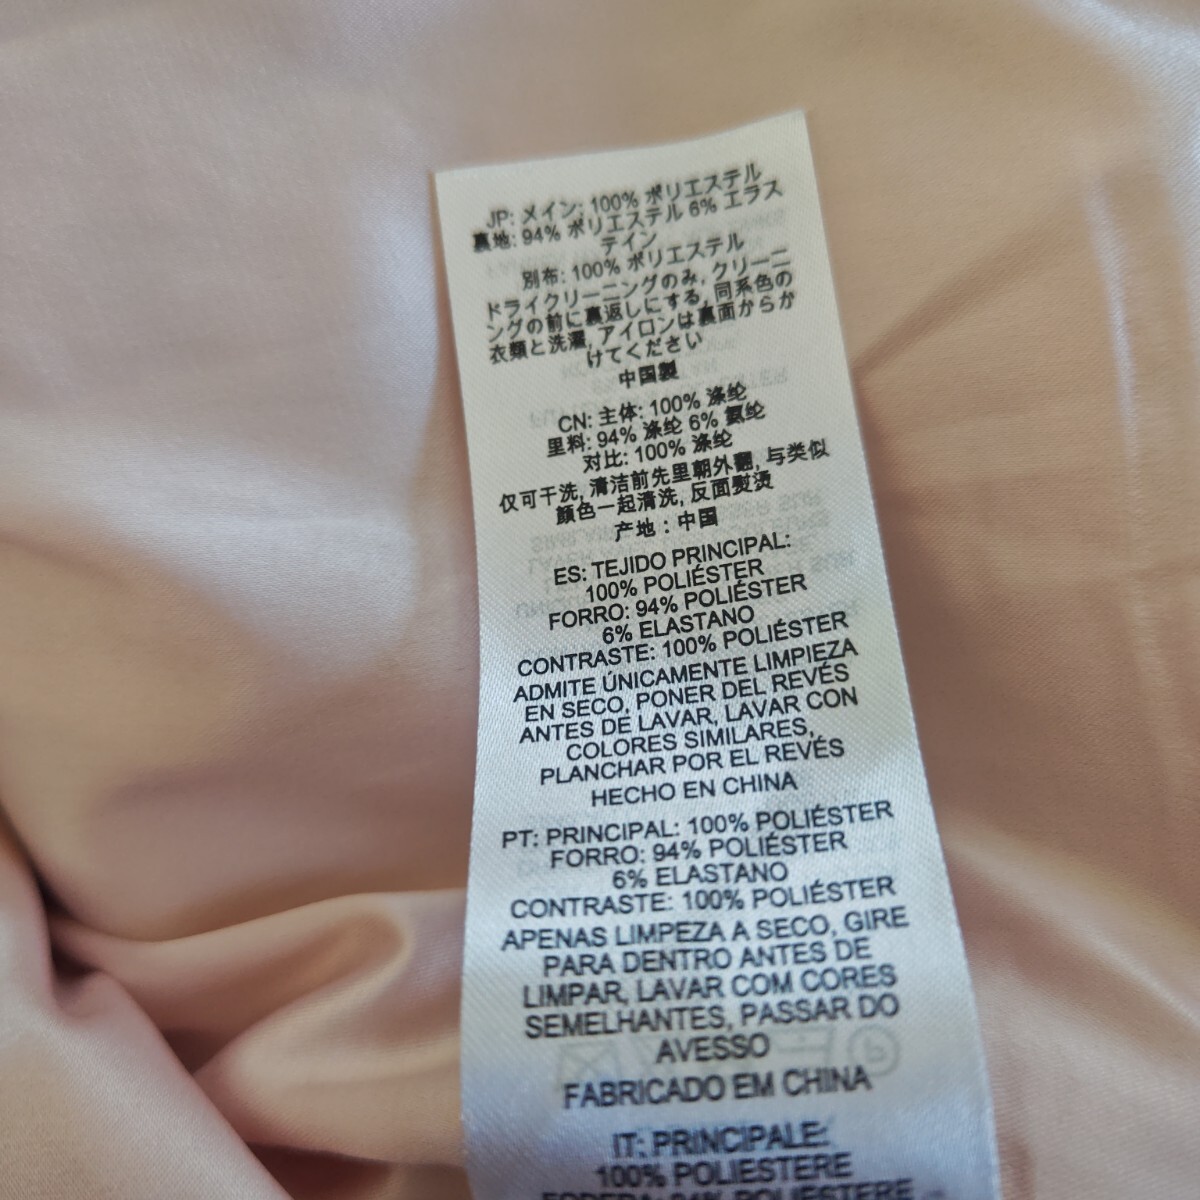 JP: メイン: 100% ポリエステル
裏地: 94% ポリエステル 6% エラス
テイン
別布: 100% ポリエステル
ドライクリーニングのみ, クリーニ
ングの前に裏返しにする, 同系色の
衣類と洗濯, アイロンは裏面からか
けてください
中国製
CN: 主体: 100% 涤纶
里料: 94% 涤纶 6% 氨纶
对比: 100% 涤纶
仅可干洗, 清洁前先里朝外翻, 与类似
颜色一起清洗, 反面熨烫
产地：中国
ES: TEJIDO PRINCIPAL:
100% POLIÉSTER
FORRO: 94% POLIÉSTER
6% ELASTANO
CONTRASTE: 100% POLIÉSTER
ADMITE ÚNICAMENTE LIMPIEZA
EN SECO, PONER DEL REVÉS
ANTES DE LAVAR, LAVAR CON
COLORES SIMILARES,
PLANCHAR POR EL REVÉS
HECHO EN CHINA
PT: PRINCIPAL: 100% POLIÉSTER
FORRO: 94% POLIÉSTER
6% ELASTANO
CONTRASTE: 100% POLIÉSTER
APENAS LIMPEZA A SECO, GIRE
PARA DENTRO ANTES DE
LIMPAR, LAVAR COM CORES
SEMELHANTES, PASSAR DO
AVESSO
FABRICADO EM CHINA
IT: PRINCIPALE:
100% POLIESTERE
FODERA: 94% POLIESTERE